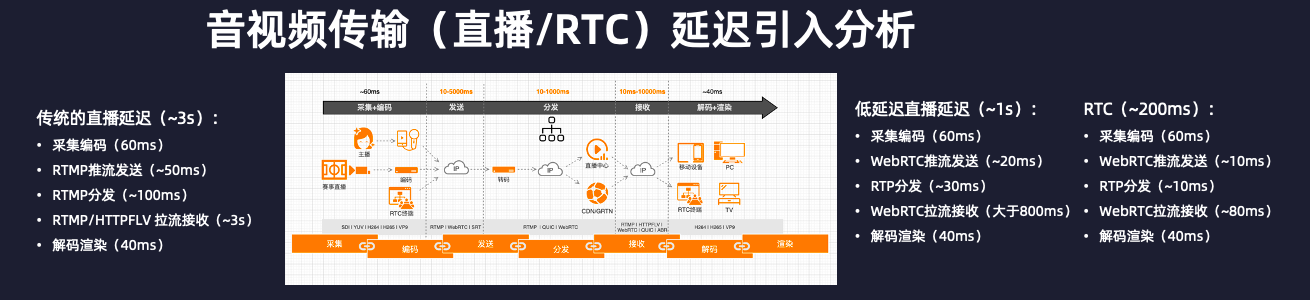 音视频传输（直播/RTC）延迟引入分析
传统的直播延迟（~3s）：
• 采集编码（60ms）
• RTMP推流发送（~50ms）
• RTMP分发（~100ms）
• RTMP/HTTPFLV 拉流接收（~3s）
• 解码渲染（40ms）
~60ms
10-5000ms
10-1000ms
10ms-10000ms
~40ms
采集+编码
发送
分发
接收
解码+渲染
主播
赛事直播
编码
RTC终端
IP
转码
IP
直播中心
CDN/GRTN
IP
移动设备
PC
RTC终端
TV
SDI I YUV I H264 I H265 I VP9
RTMP I WebRTC I SRT
RTMP I QUIC I WebRTC
RTMP I HTTPFLV I
WebRTC I QUIC I ABR
H264 I H265 I VP9
采集
编码
发送
分发
接收
解码
渲染
低延迟直播延迟（~1s）：
• 采集编码（60ms）
• WebRTC推流发送（~20ms）
• RTP分发（~30ms）
• WebRTC拉流接收（大于800ms）
• 解码渲染（40ms）
RTC（~200ms）：
• 采集编码（60ms）
• WebRTC推流发送（~10ms）
• RTP分发（~10ms）
• WebRTC拉流接收（~80ms）
• 解码渲染（40ms）